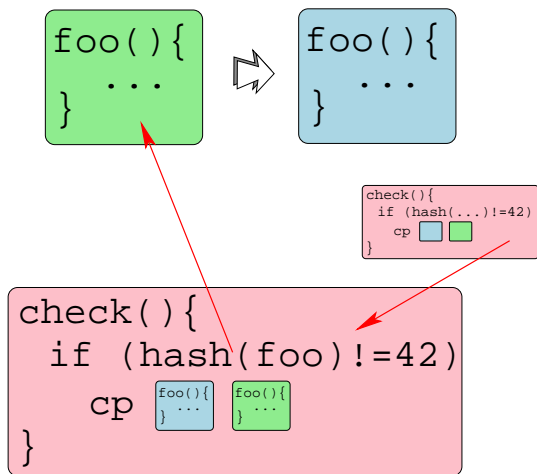 foo(){
...
}
foo(){
...
}
check(){
if (hash(...)!=42)
cp
}
check(){
if (hash(foo)!=42)
cp
foo(){
...
}
foo(){
...
}
}